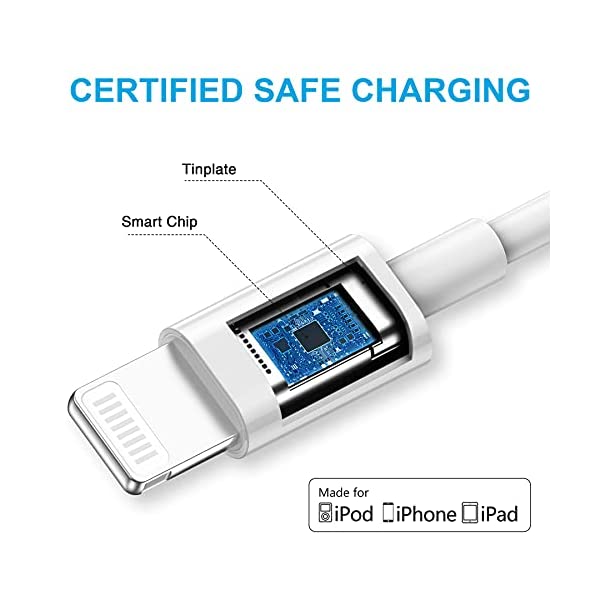 CERTIFIED SAFE CHARGING
Tinplate
Smart Chip
Made for
iPod iPhone iPad